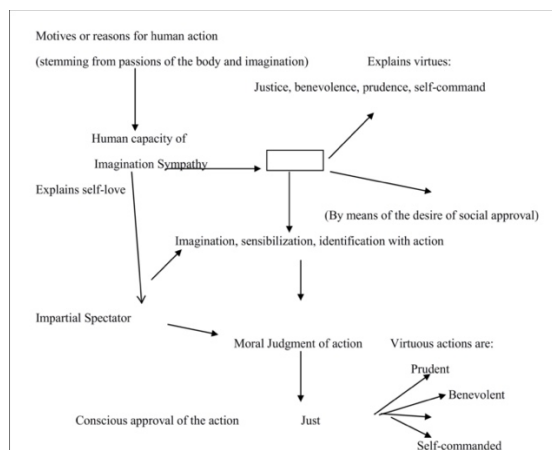 Motives or reasons for human action
(stemming from passions of the body and imagination)
Explains virtues:
Justice, benevolence, prudence, self-command
Human capacity of
Imagination Sympathy
Explains self-love
(By means of the desire of social approval)
Imagination, sensibilization, identification with action
Impartial Spectator
Moral Judgment of action
Virtuous actions are:
Prudent
Benevolent
Conscious approval of the action
Just
Self-commanded